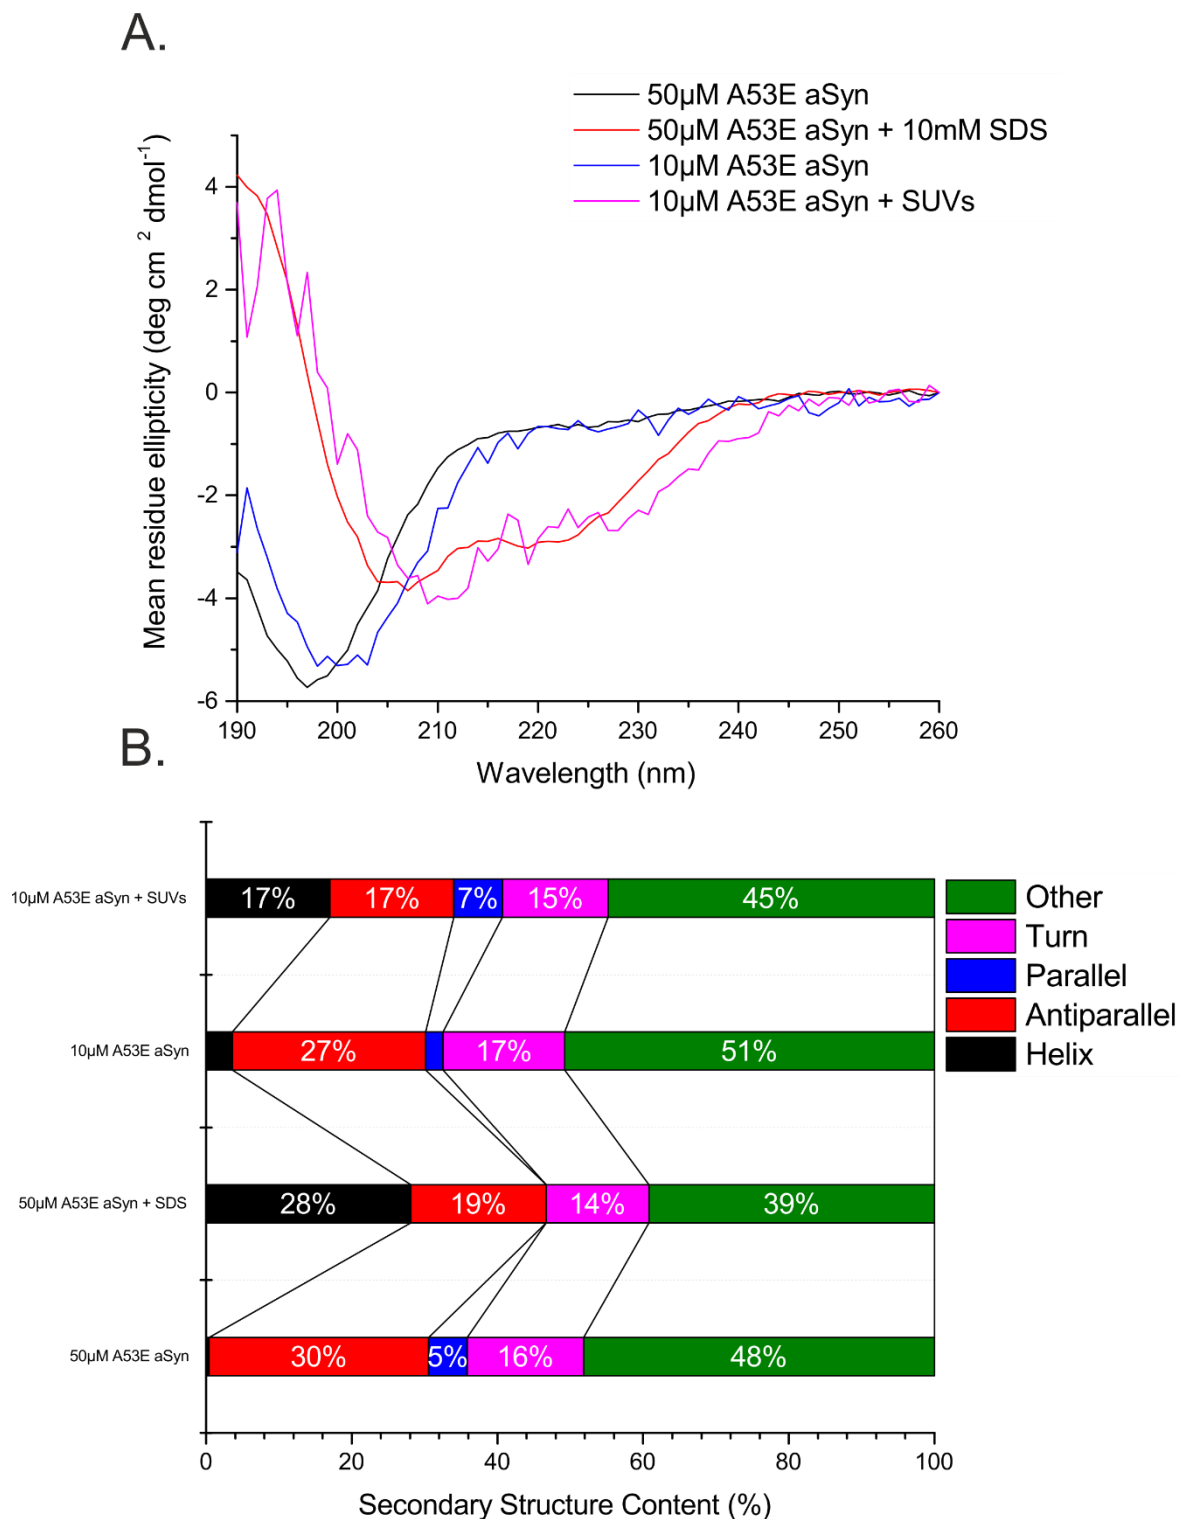 A.
50µM A53E aSyn
50µM A53E aSyn + 10mM SDS
10µM A53E aSyn
10µM A53E aSyn + SUVs
Mean residue ellipticity (deg cm ² dmol⁻¹)
4
2
0
-2
-4
-6
190 200 210 220 230 240 250 260
Wavelength (nm)
B.
10µM A53E aSyn + SUVs
17% 17% 7% 15% 45%
10µM A53E aSyn
27% 17% 51%
50µM A53E aSyn + SDS
28% 19% 14% 39%
50µM A53E aSyn
30% 5% 16% 48%
Other
Turn
Parallel
Antiparallel
Helix
0 20 40 60 80 100
Secondary Structure Content (%)